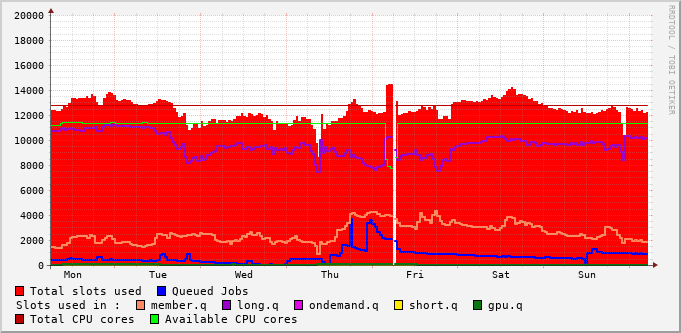 20000
18000
16000
14000
12000
10000
8000
6000
4000
2000
0
Mon Tue Wed Thu Fri Sat Sun
RRDTOOL / TOBI OETIKER
Total slots used Queued Jobs
Slots used in : member.q long.q ondemand.q short.q gpu.q
Total CPU cores Available CPU cores